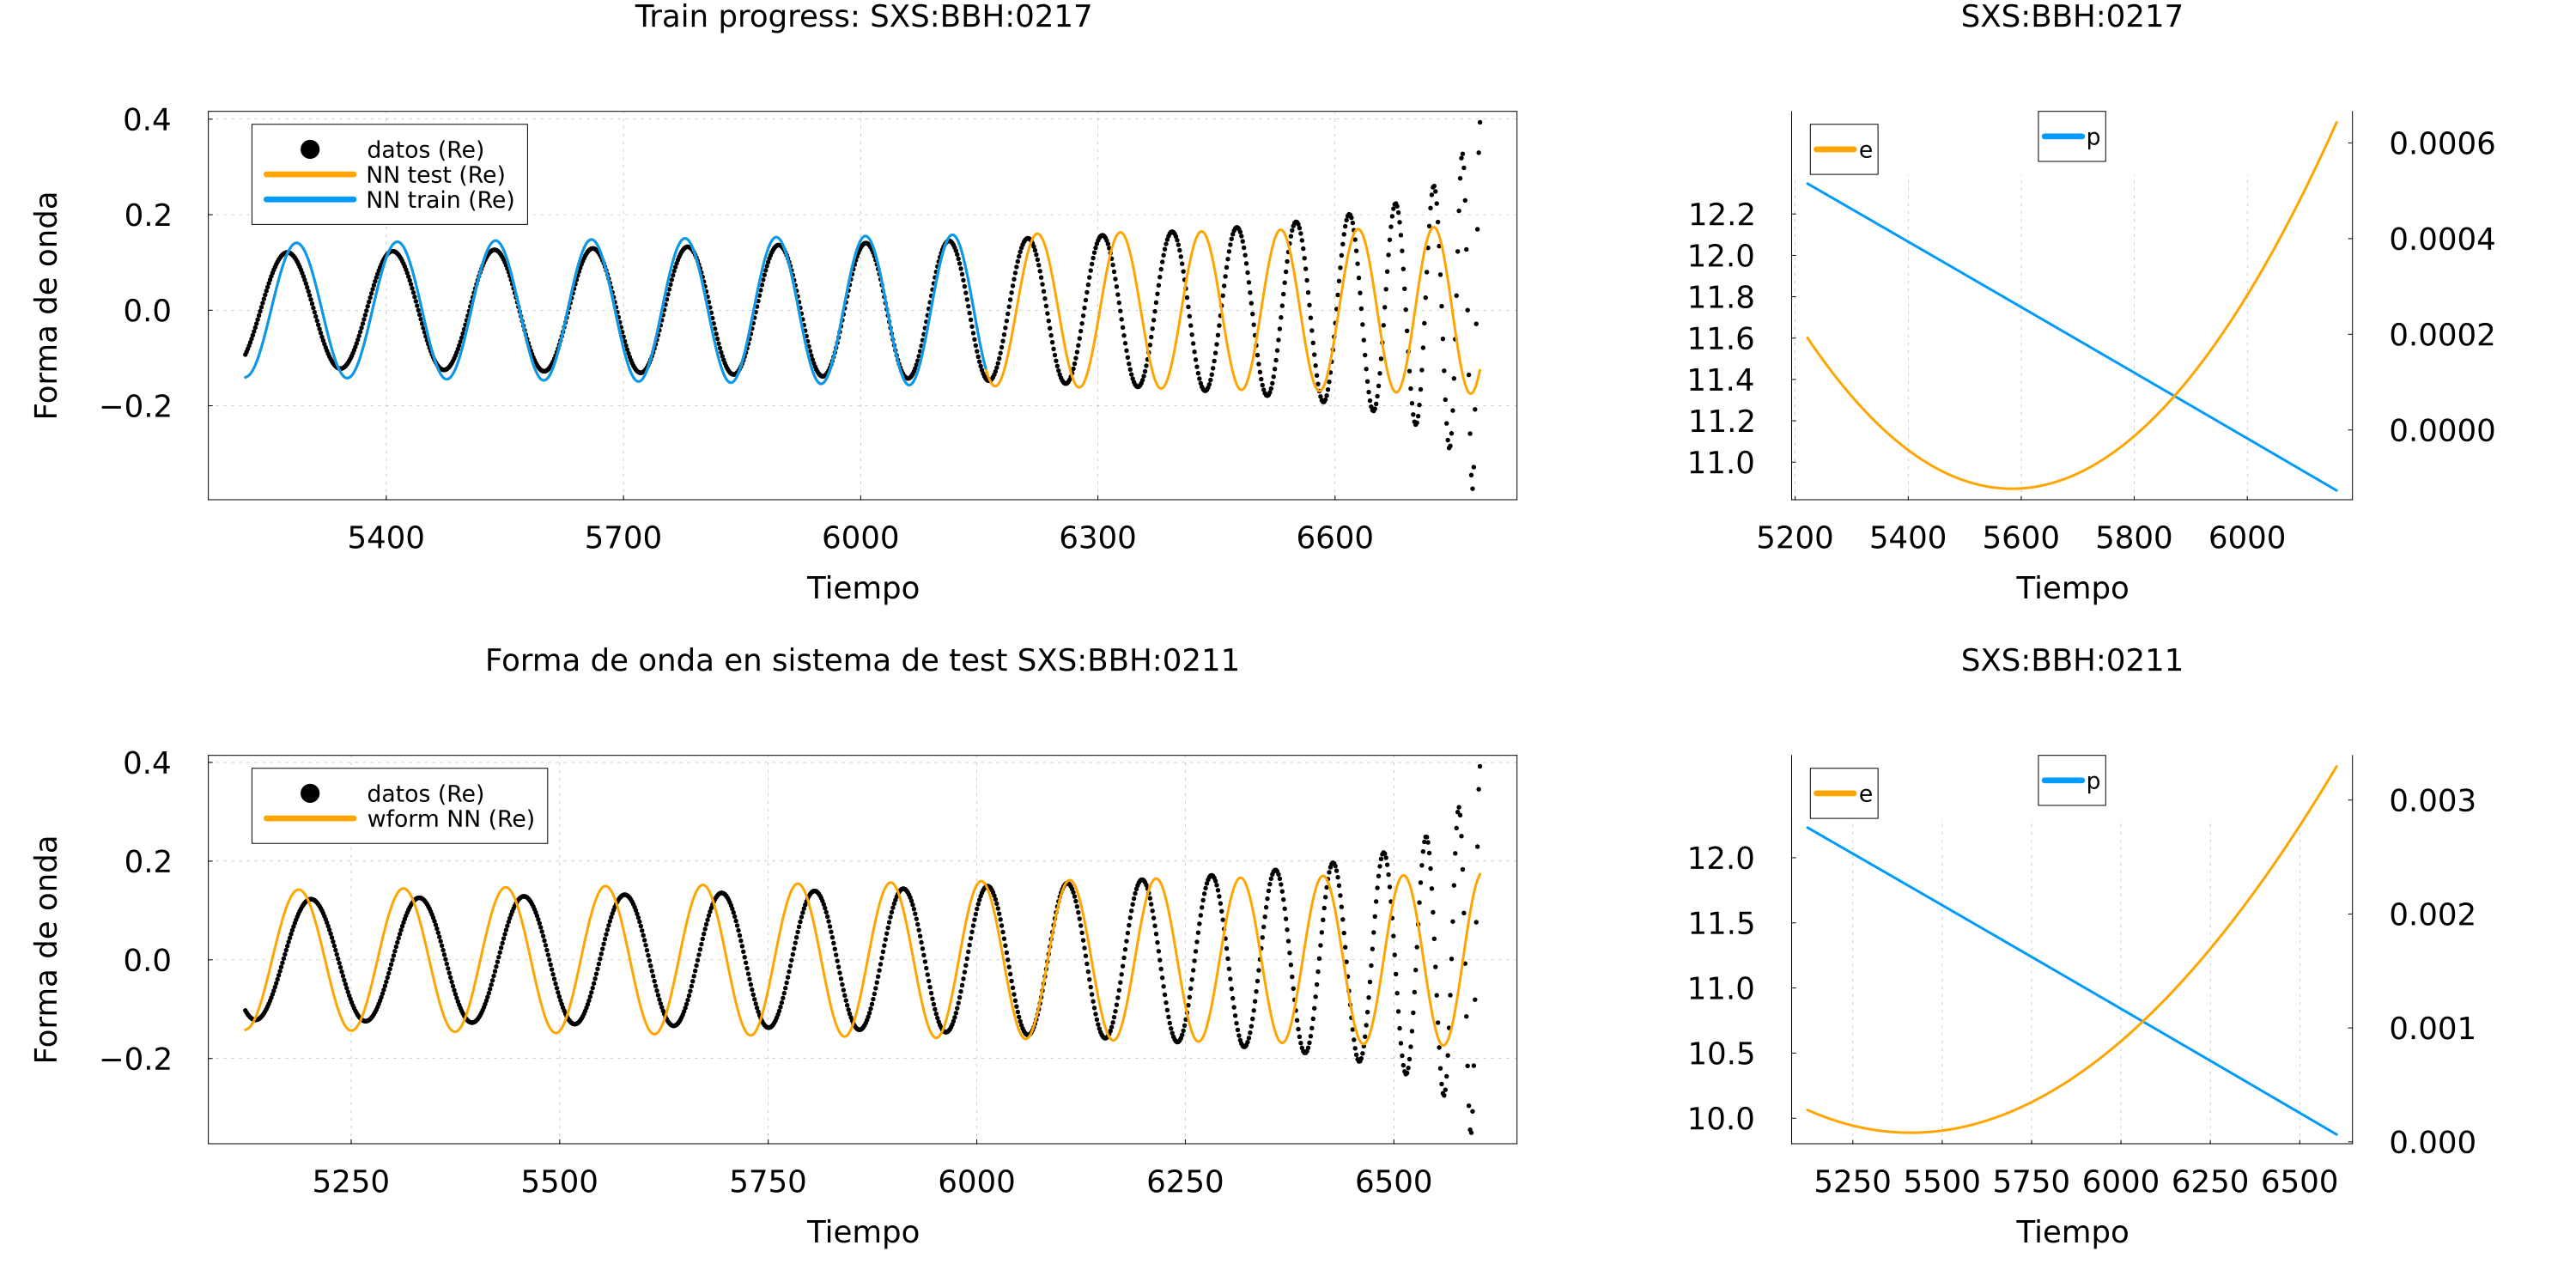 Train progress: SXS:BBH:0217
Forma de onda
0.4
0.2
0.0
−0.2
datos (Re)
NN test (Re)
NN train (Re)
5400 5700 6000 6300 6600
Tiempo
SXS:BBH:0217
e
p
12.2
12.0
11.8
11.6
11.4
11.2
11.0
0.0006
0.0004
0.0002
0.0000
5200 5400 5600 5800 6000
Tiempo
Forma de onda en sistema de test SXS:BBH:0211
Forma de onda
0.4
0.2
0.0
−0.2
datos (Re)
wform NN (Re)
5250 5500 5750 6000 6250 6500
Tiempo
SXS:BBH:0211
e
p
12.0
11.5
11.0
10.5
10.0
0.003
0.002
0.001
0.000
5250 5500 5750 6000 6250 6500
Tiempo